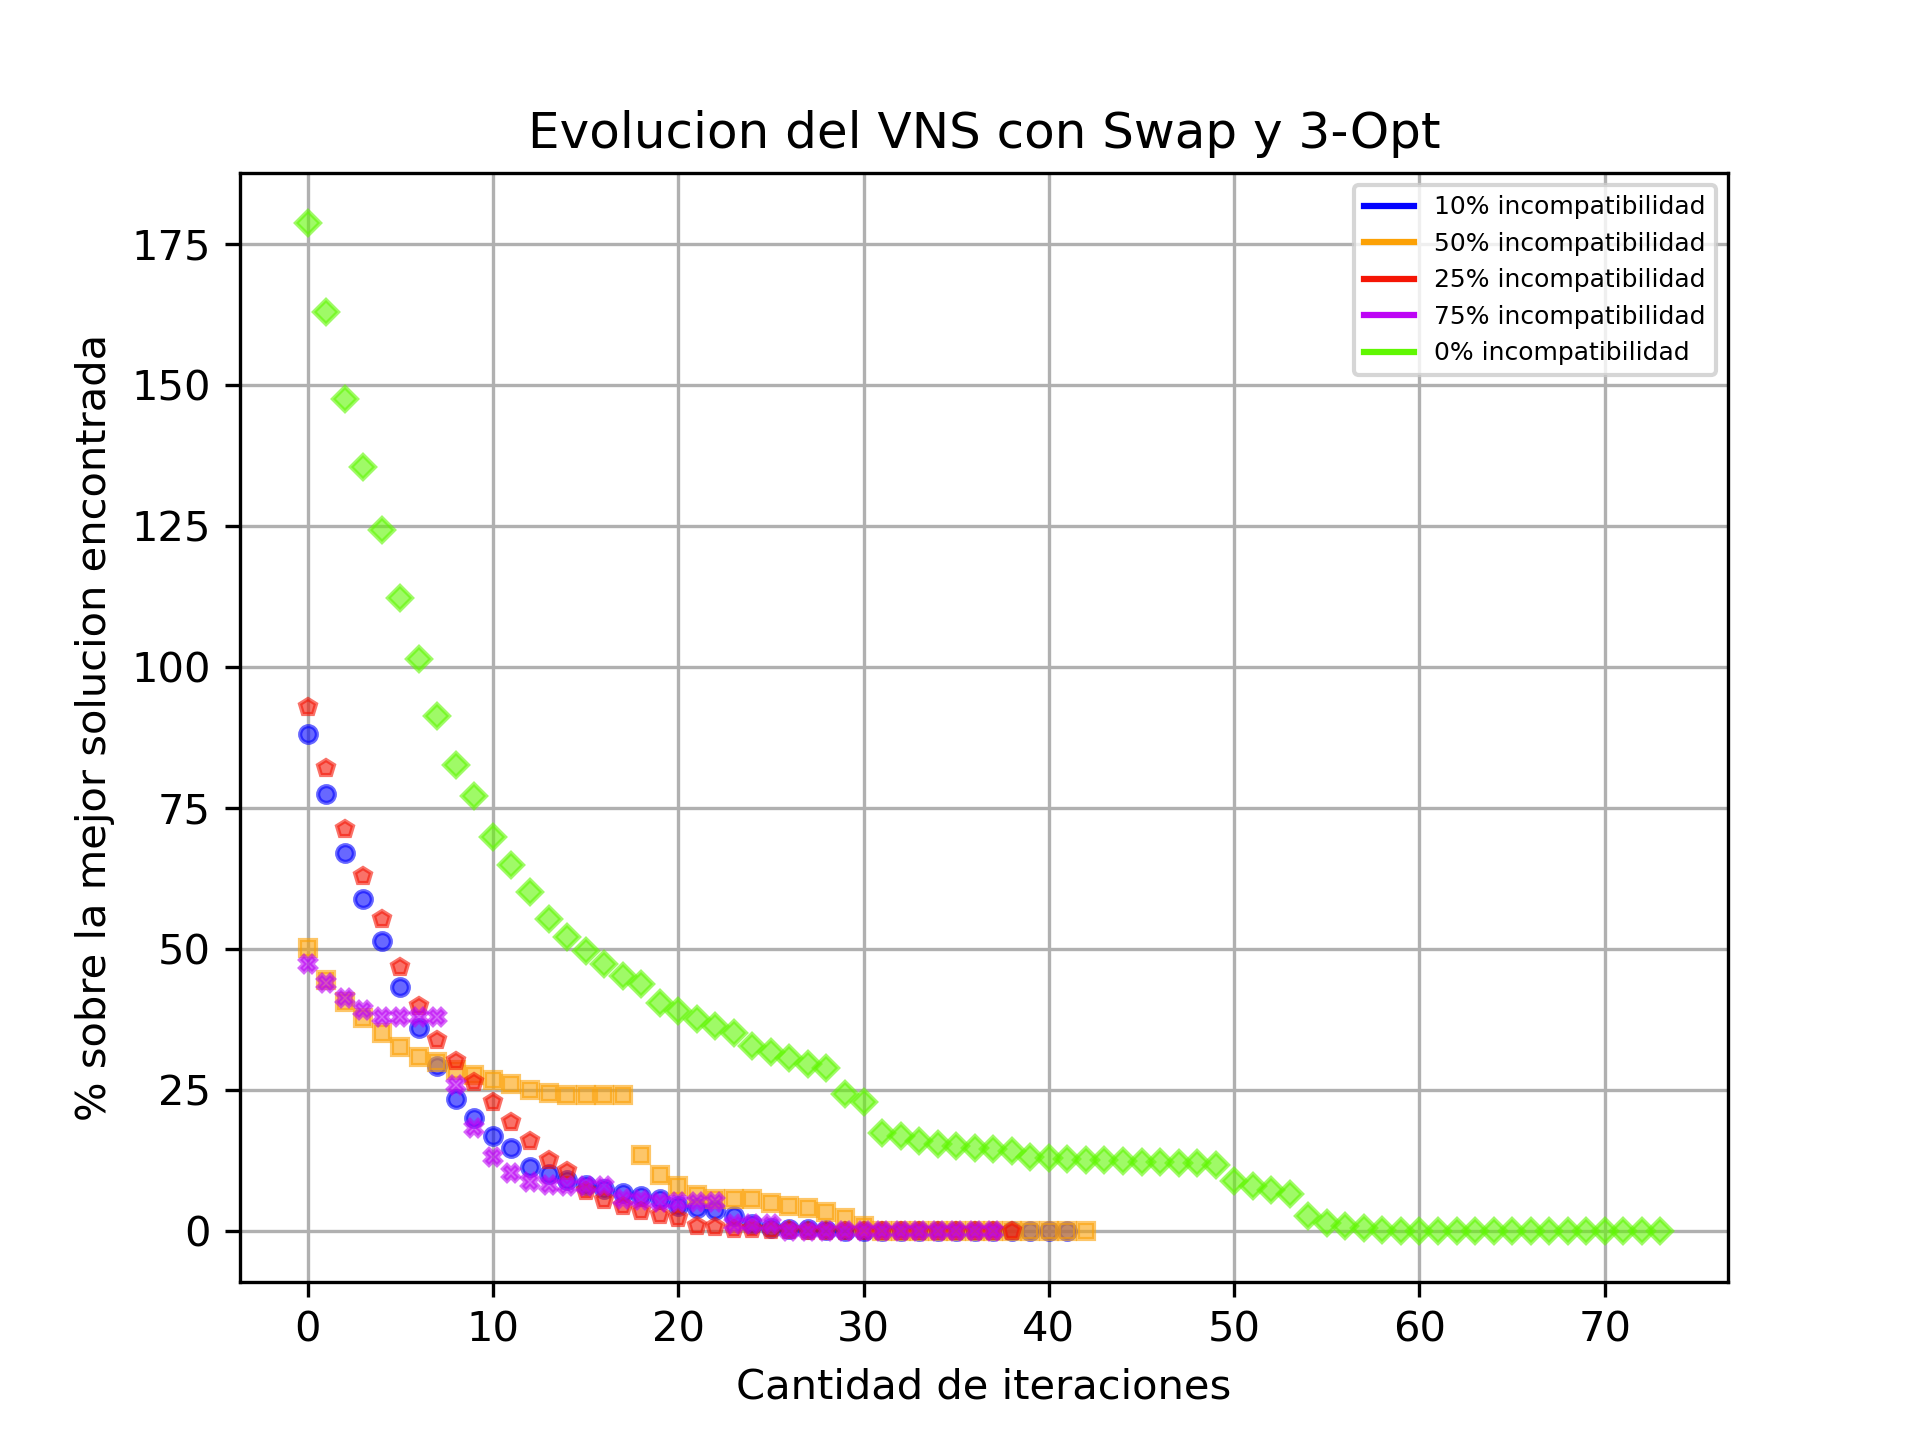 Evolucion del VNS con Swap y 3-Opt
10% incompatibilidad
50% incompatibilidad
25% incompatibilidad
75% incompatibilidad
0% incompatibilidad
% sobre la mejor solucion encontrada
175
150
125
100
75
50
25
0
0 10 20 30 40 50 60 70
Cantidad de iteraciones